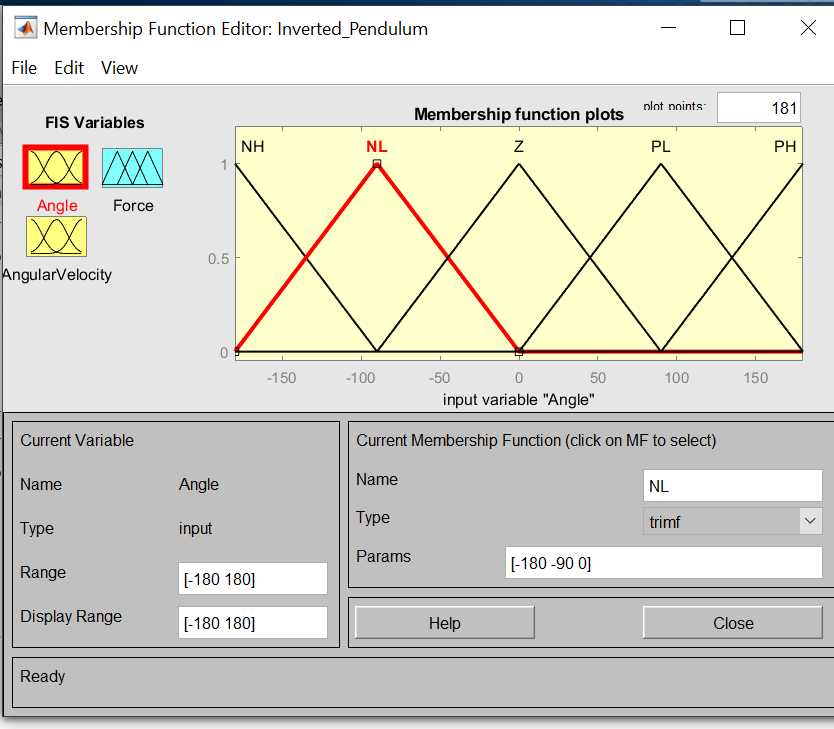 Membership Function Editor: Inverted_Pendulum
File Edit View
FIS Variables
Membership function plots
plot points:
181
Angle
Force
AngularVelocity
NH NL Z PL PH
1
0.5
0
-150 -100 -50 0 50 100 150
input variable "Angle"
Current Variable
Name Angle
Type input
Range [-180 180]
Display Range [-180 180]
Current Membership Function (click on MF to select)
Name NL
Type trimf
Params [-180 -90 0]
Help Close
Ready